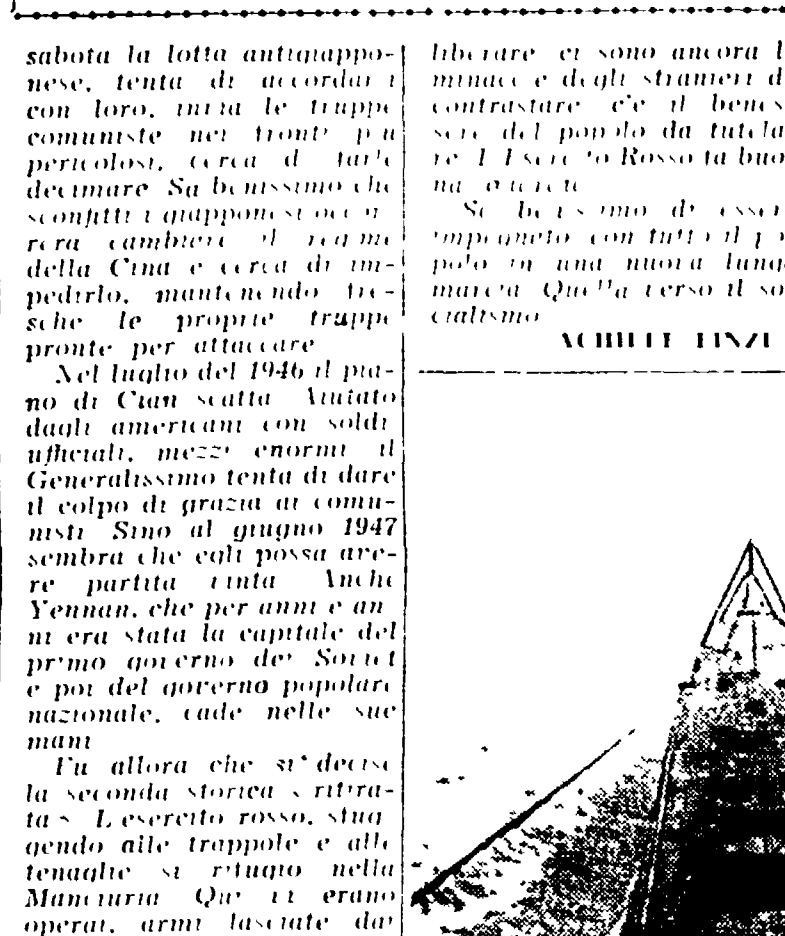 sabota la lotta antigiappo-
nese, tenta di accordarsi
con loro, invia le truppe
comuniste nei fronti più
pericolosi, cerca di farle
decimare Sa benissimo che
sconfitti i giapponesi occor-
rerà cambiare il regime
della Cina e cerca di im-
pedirlo, mantenendo fre-
sche le proprie truppe
pronte per attaccare
Nel luglio del 1946 il pia-
no di Cian scatta Aiutato
dagli americani con soldi
ufficiali, mezzi enormi il
Generalissimo tenta di dare
il colpo di grazia ai comu-
nisti Sino al giugno 1947
sembra che egli possa ave-
re partita vinta Anche
Yennan, che per anni e an-
ni era stata la capitale del
primo governo dei Soviet
e poi del governo popolare
nazionale, cade nelle sue
mani
Fu allora che si decise
la seconda storica « ritira-
ta » L'esercito rosso, sfug-
gendo alle trappole e alle
tenaglie si rifugiò nella
Manciuria Qui vi erano
operai, armi lasciate dai
liberare ci sono ancora l
minacce degli stranieri d
contrastare c'è il benes
sere del popolo da tutela
re L'Esercito Rosso fa buo
na guardia
Sa benissimo di esser
impegnato con tutto il po
polo in una nuova lunga
marcia Quella verso il so
cialismo
ACHILLE FINZI